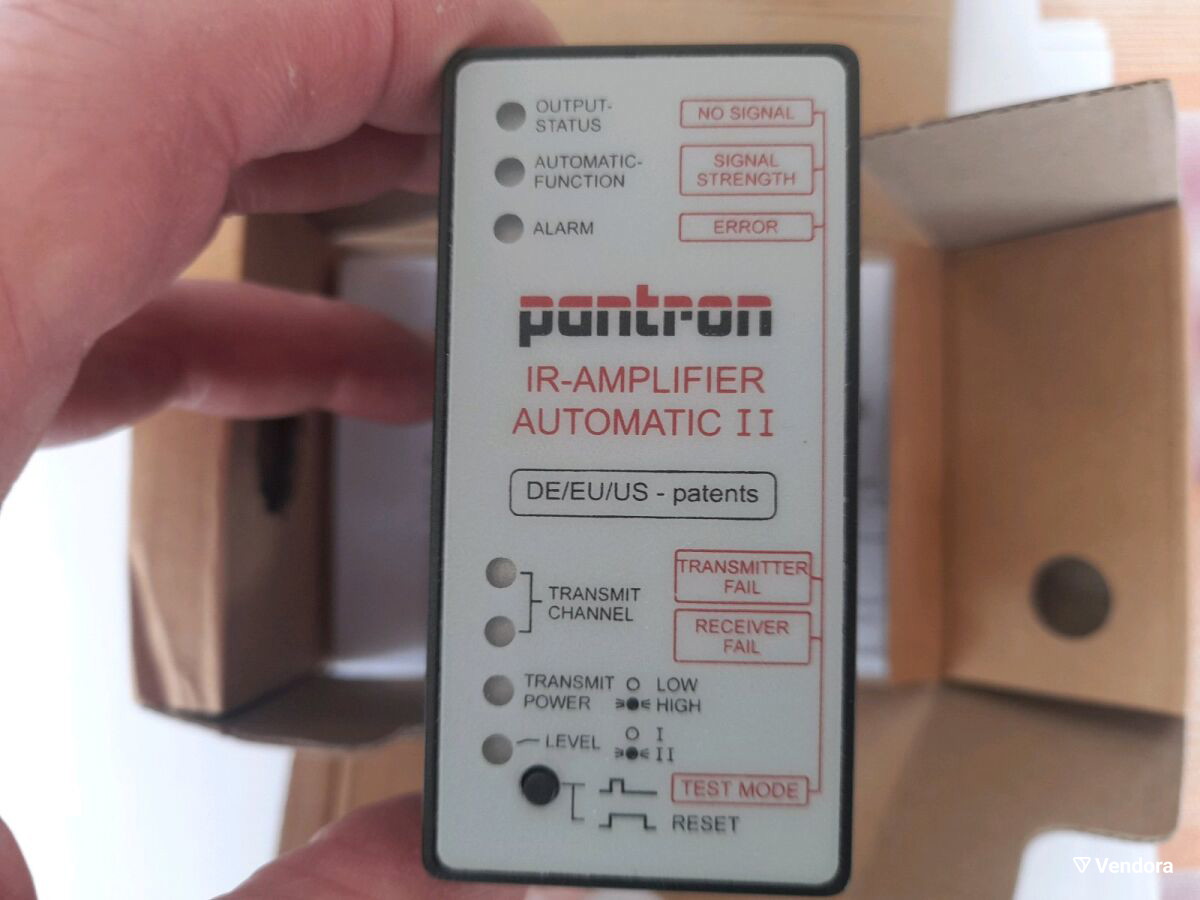 OUTPUT-
STATUS
NO SIGNAL
AUTOMATIC-
FUNCTION
SIGNAL
STRENGTH
ALARM
ERROR
pantron
IR-AMPLIFIER
AUTOMATIC II
DE/EU/US - patents
TRANSMIT
CHANNEL
TRANSMITTER
FAIL
RECEIVER
FAIL
TRANSMIT
POWER
LOW
HIGH
LEVEL
I
II
TEST MODE
RESET
Vendora